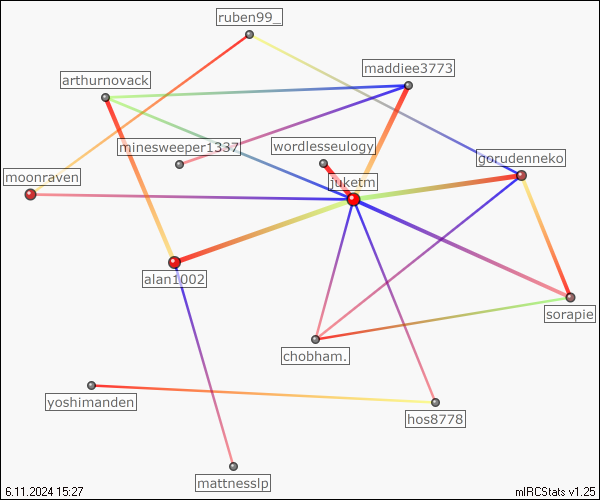 ruben99_
maddiee3773
arthurnovack
minesweeper1337
wordlesseulogy
gorudenneko
moonraven
juketm
alan1002
sorapie
chobham.
yoshimanden
hos8778
mattnesslp
6.11.2024 15:27
mIRCStats v1.25